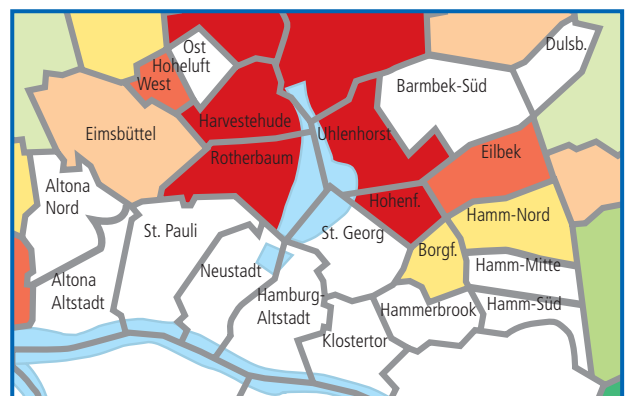 Ost
Hoheluft
West
Dulsb.
Barmbek-Süd
Harvestehude
Uhlenhorst
Eimsbüttel
Rotherbaum
Eilbek
Altona
Nord
Hohenf.
Hamm-Nord
St. Pauli
St. Georg
Borgf.
Neustadt
Hamm-Mitte
Altona
Altstadt
Hamburg-
Altstadt
Hammerbrook
Hamm-Süd
Klostertor